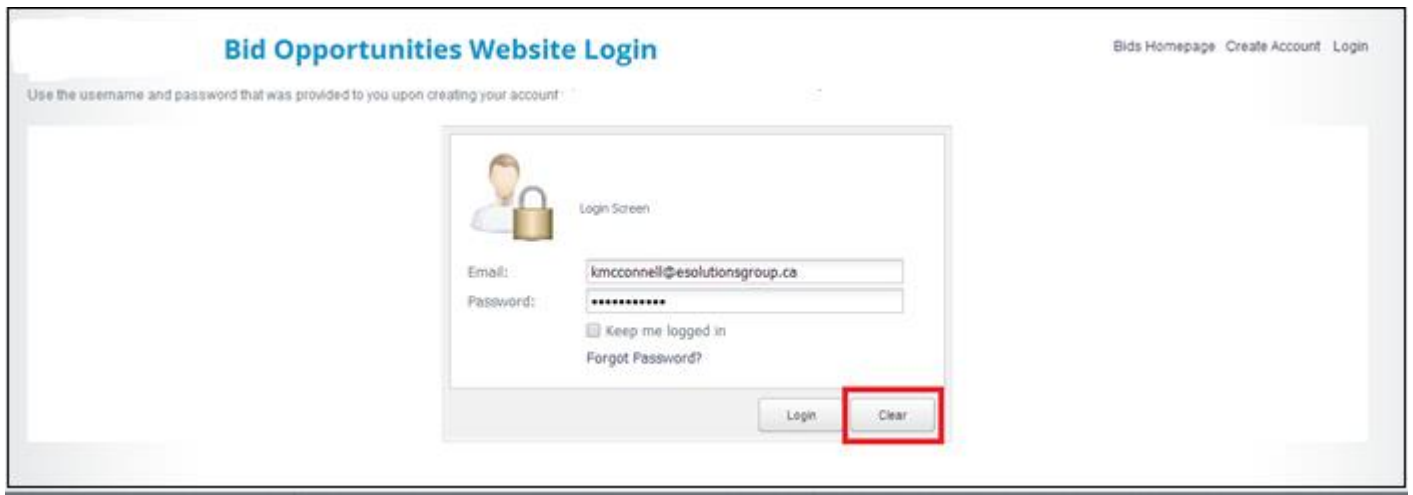 Bid Opportunities Website Login
Bids Homepage Create Account Login
Use the username and password that was provided to you upon creating your account
Login Screen
Email: kmcconnell@esolutionsgroup.ca
Password: •••••••••••
Keep me logged in
Forgot Password?
Login Clear